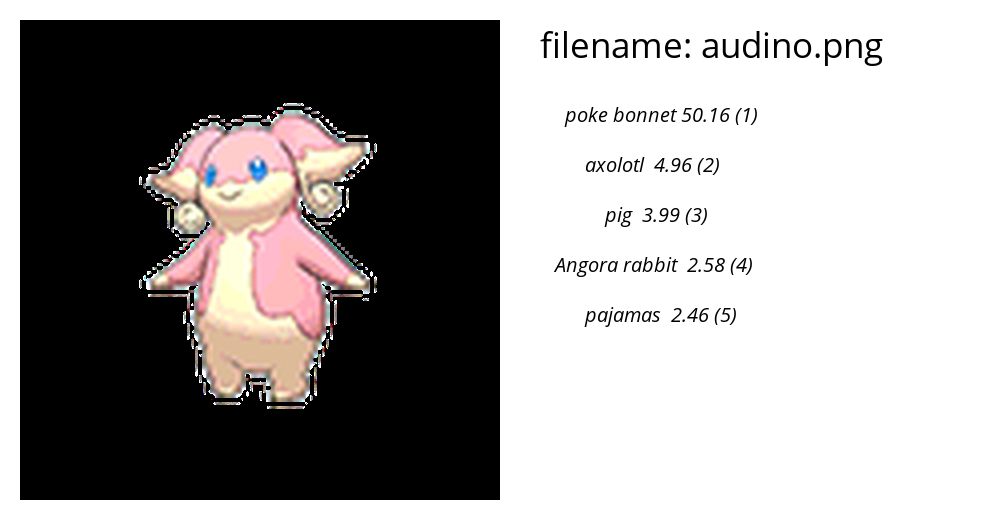 filename: audino.png
poke bonnet 50.16 (1)
axolotl 4.96 (2)
pig 3.99 (3)
Angora rabbit 2.58 (4)
pajamas 2.46 (5)